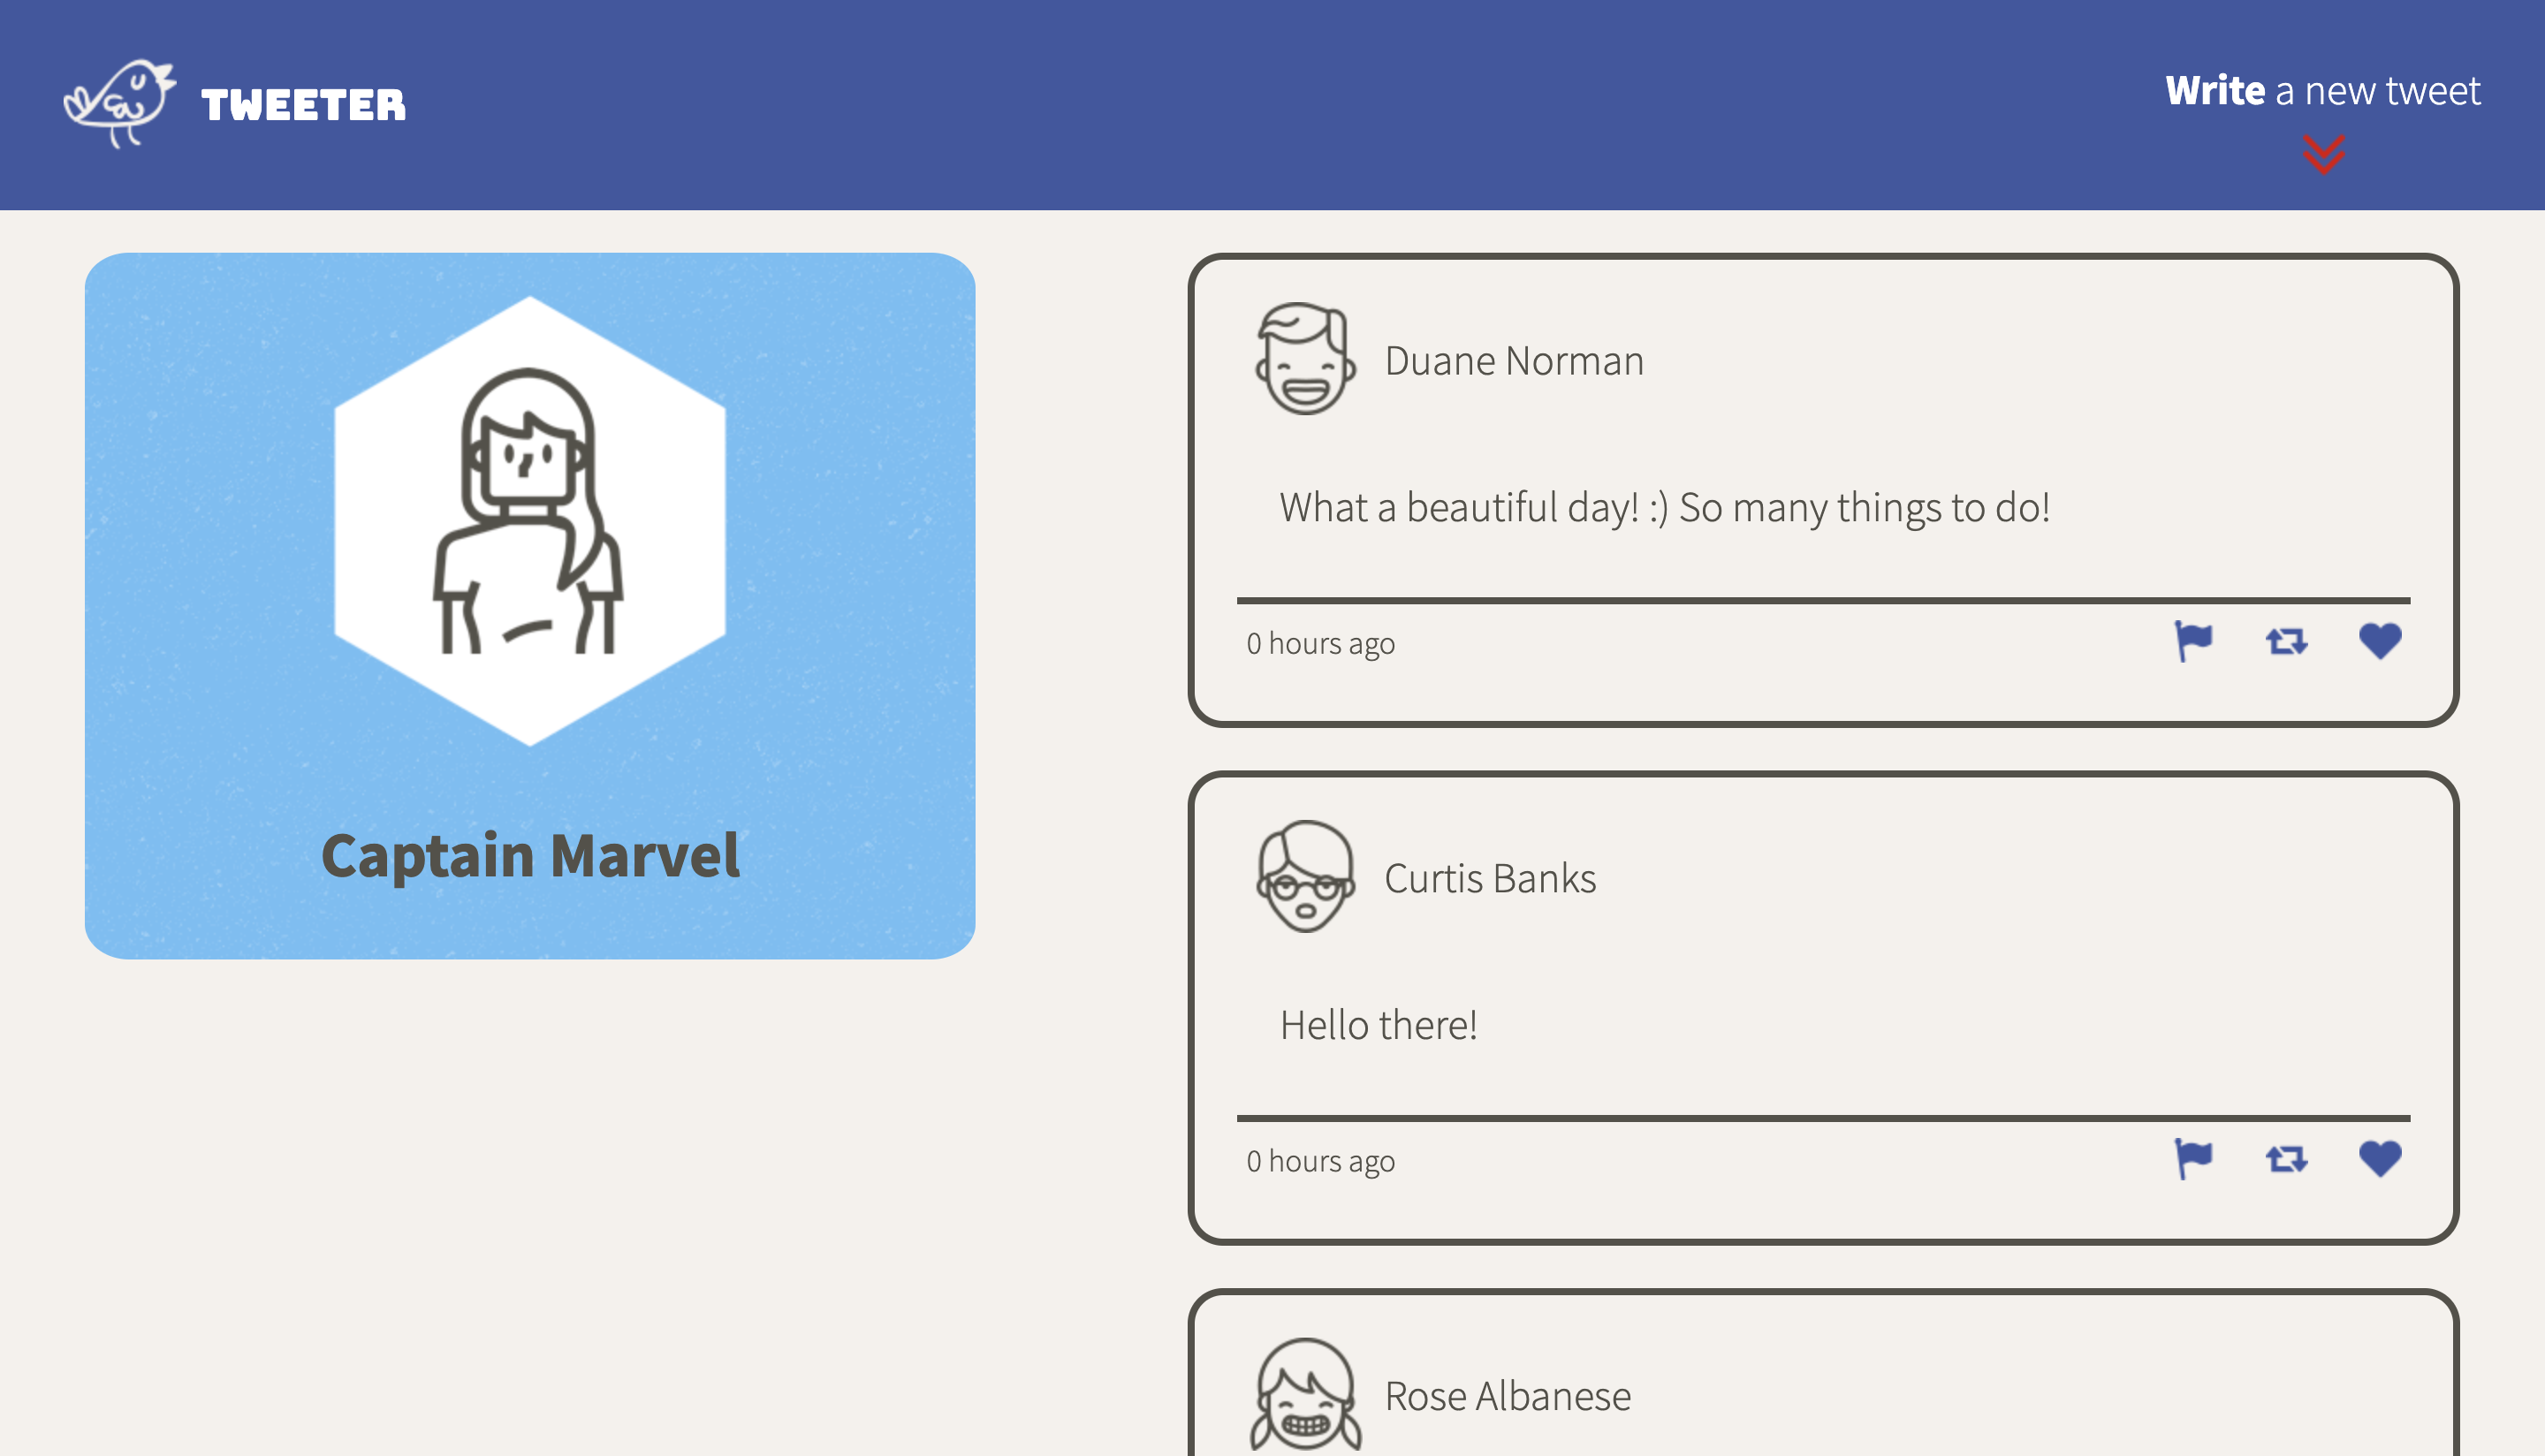 TWEETER
Write a new tweet
Captain Marvel
Duane Norman
What a beautiful day! :) So many things to do!
0 hours ago
Curtis Banks
Hello there!
0 hours ago
Rose Albanese